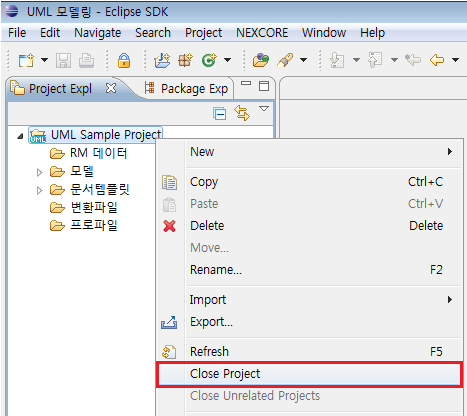 UML 모델링 - Eclipse SDK
File Edit Navigate Search Project NEXCORE Window Help
Project Expl Package Exp
UML Sample Project
RM 데이터
모델
문서템플릿
변환파일
프로파일
New
Copy Ctrl+C
Paste Ctrl+V
Delete Delete
Move...
Rename... F2
Import
Export...
Refresh F5
Close Project
Close Unrelated Projects